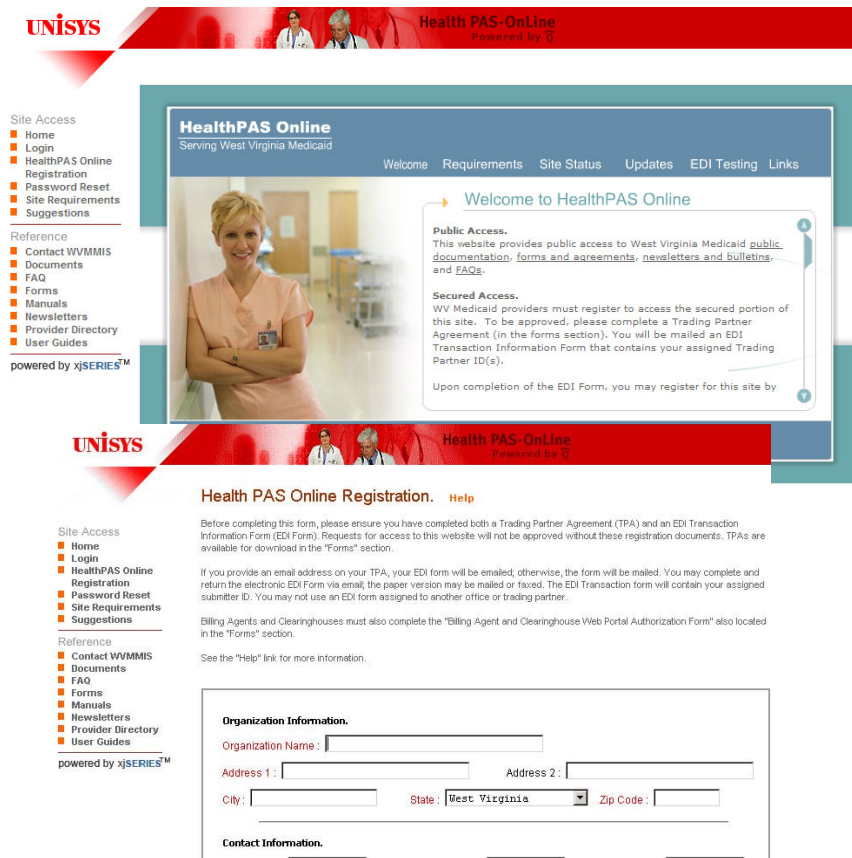 UNISYS
Health PAS-OnLine
Powered by Q
Site Access
Home
Login
HealthPAS Online
Registration
Password Reset
Site Requirements
Suggestions
Reference
Contact WVMMIS
Documents
FAQ
Forms
Manuals
Newsletters
Provider Directory
User Guides
powered by xjSERIES™
HealthPAS Online
Serving West Virginia Medicaid
Welcome Requirements Site Status Updates EDI Testing Links
Welcome to HealthPAS Online
Public Access.
This website provides public access to West Virginia Medicaid public
documentation, forms and agreements, newsletters and bulletins,
and FAQs.
Secured Access.
WV Medicaid providers must register to access the secured portion of
this site. To be approved, please complete a Trading Partner
Agreement (in the forms section). You will be mailed an EDI
Transaction Information Form that contains your assigned Trading
Partner ID(s).
Upon completion of the EDI Form, you may register for this site by
UNISYS
Health PAS-OnLine
Powered by Q
Site Access
Home
Login
HealthPAS Online
Registration
Password Reset
Site Requirements
Suggestions
Reference
Contact WVMMIS
Documents
FAQ
Forms
Manuals
Newsletters
Provider Directory
User Guides
powered by xjSERIES™
Health PAS Online Registration. Help
Before completing this form, please ensure you have completed both a Trading Partner Agreement (TPA) and an EDI Transaction
Information Form (EDI Form). Requests for access to this website will not be approved without these registration documents. TPAs are
available for download in the "Forms" section.
If you provide an email address on your TPA, your EDI form will be emailed; otherwise, the form will be mailed. You may complete and
return the electronic EDI Form via email; the paper version may be mailed or faxed. The EDI Transaction form will contain your assigned
submitter ID. You may not use an EDI form assigned to another office or trading partner.
Billing Agents and Clearinghouses must also complete the "Billing Agent and Clearinghouse Web Portal Authorization Form" also located
in the "Forms" section.
See the "Help" link for more information.
Organization Information.
Organization Name :
Address 1 : Address 2 :
City : State : West Virginia Zip Code :
Contact Information.